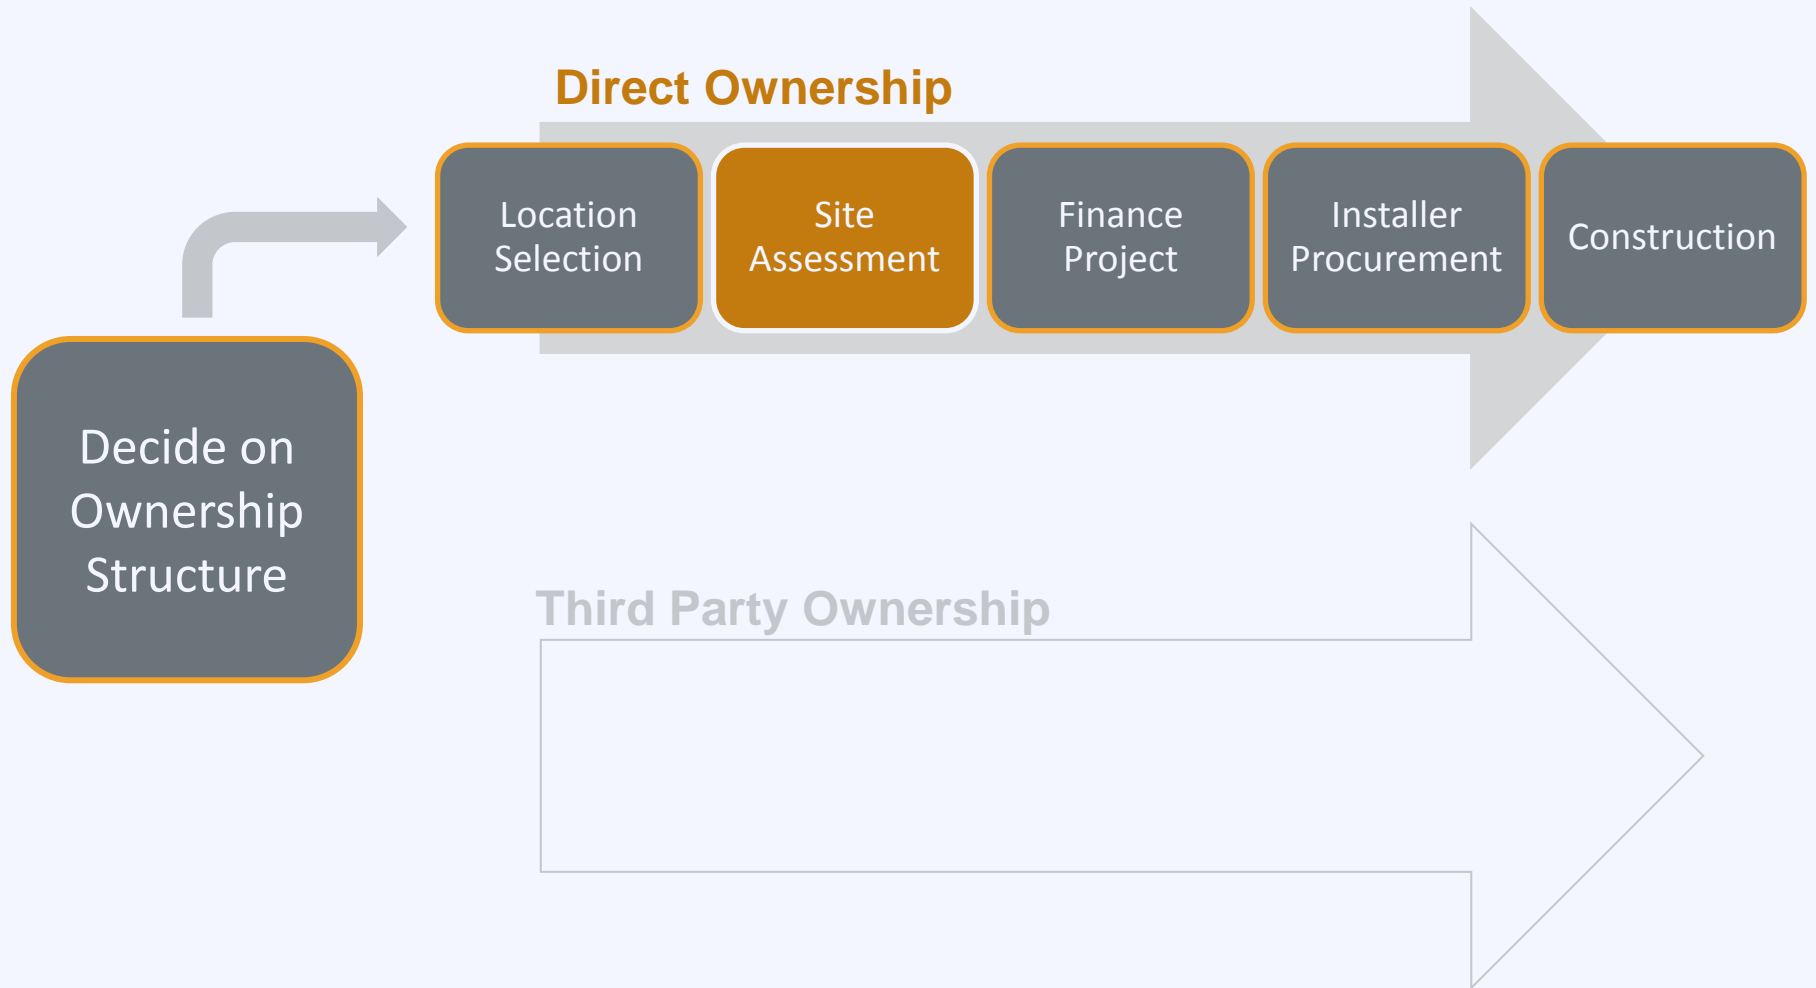 Direct Ownership
Location
Selection
Site
Assessment
Finance
Project
Installer
Procurement
Construction
Decide on
Ownership
Structure
Third Party Ownership